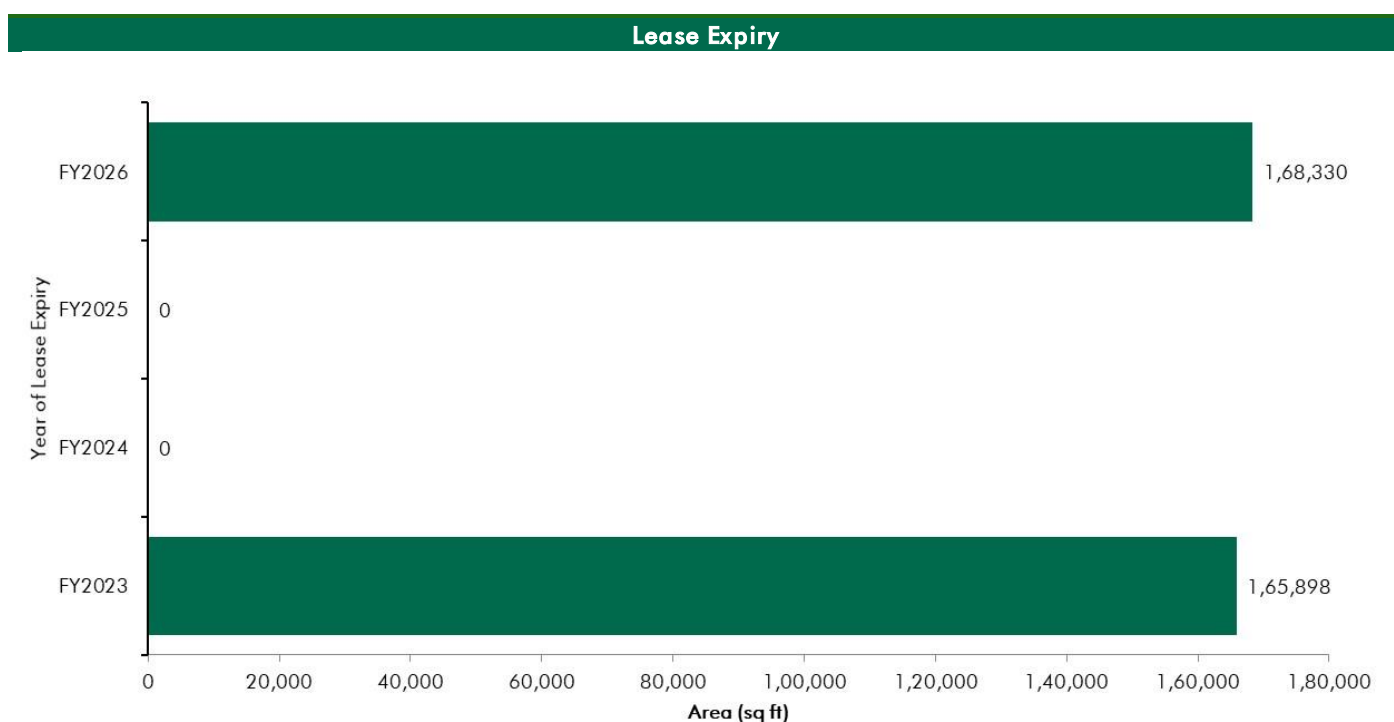 Lease Expiry
Year of Lease Expiry
FY2026
1,68,330
FY2025
0
FY2024
0
FY2023
1,65,898
0
20,000
40,000
60,000
80,000
1,00,000
1,20,000
1,40,000
1,60,000
1,80,000
Area (sq ft)